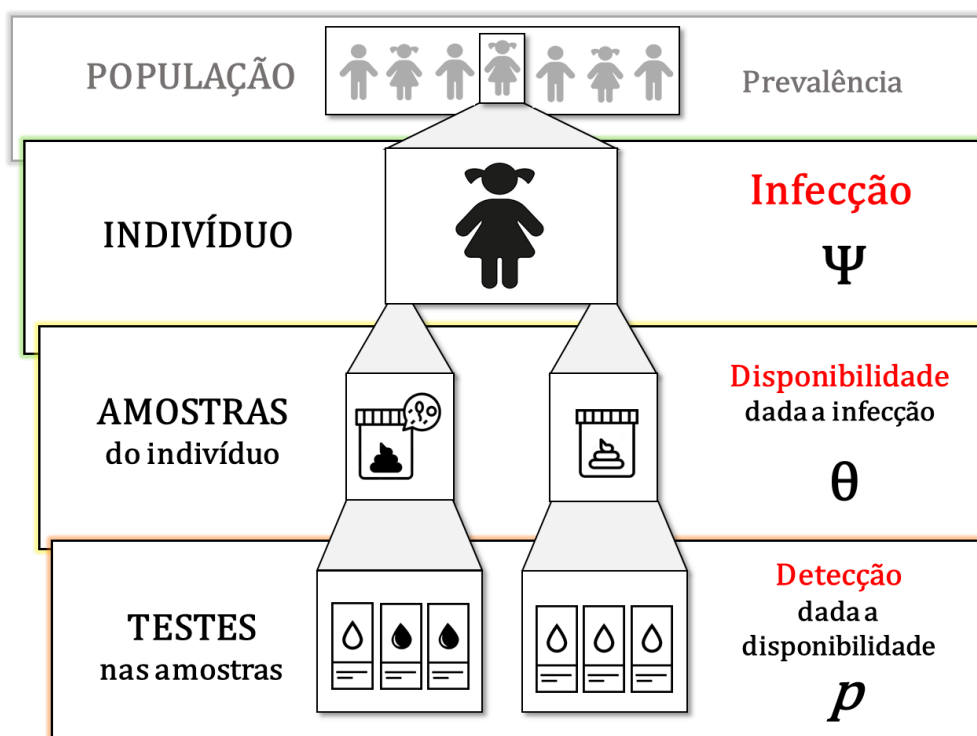 POPULAÇÃO
Prevalência
INDIVÍDUO
Infecção
Ψ
AMOSTRAS
do indivíduo
Disponibilidade
dada a infecção
θ
TESTES
nas amostras
Detecção
dada a
disponibilidade
p